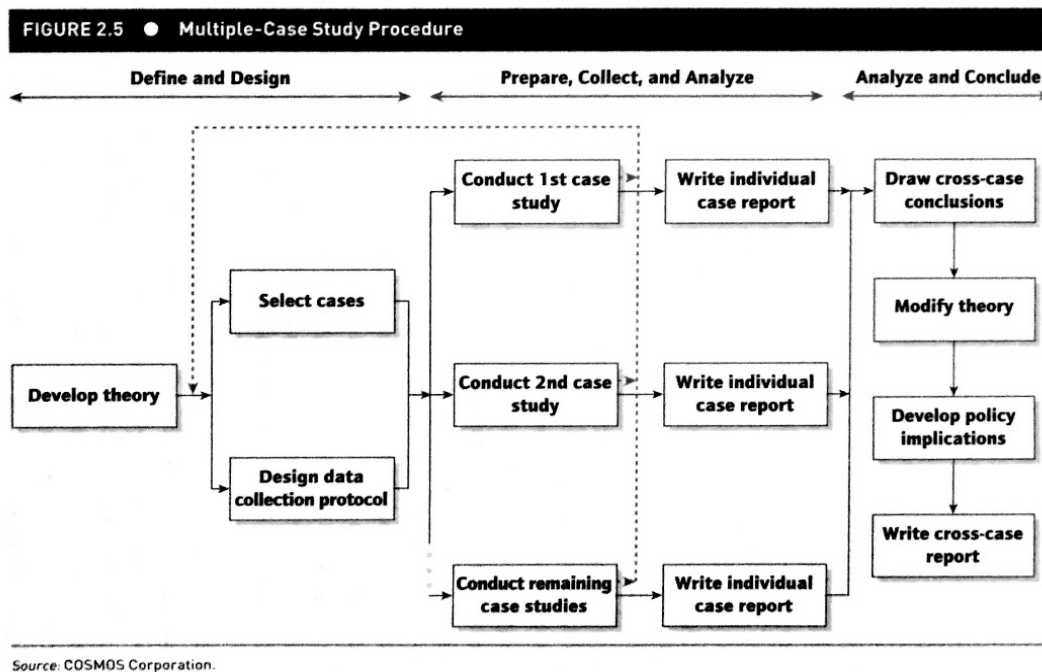 FIGURE 2.5 ● Multiple-Case Study Procedure
Define and Design
Prepare, Collect, and Analyze
Analyze and Conclude
Develop theory
Select cases
Design data
collection protocol
Conduct 1st case
study
Write individual
case report
Conduct 2nd case
study
Write individual
case report
Conduct remaining
case studies
Write individual
case report
Draw cross-case
conclusions
Modify theory
Develop policy
implications
Write cross-case
report
Source: COSMOS Corporation.